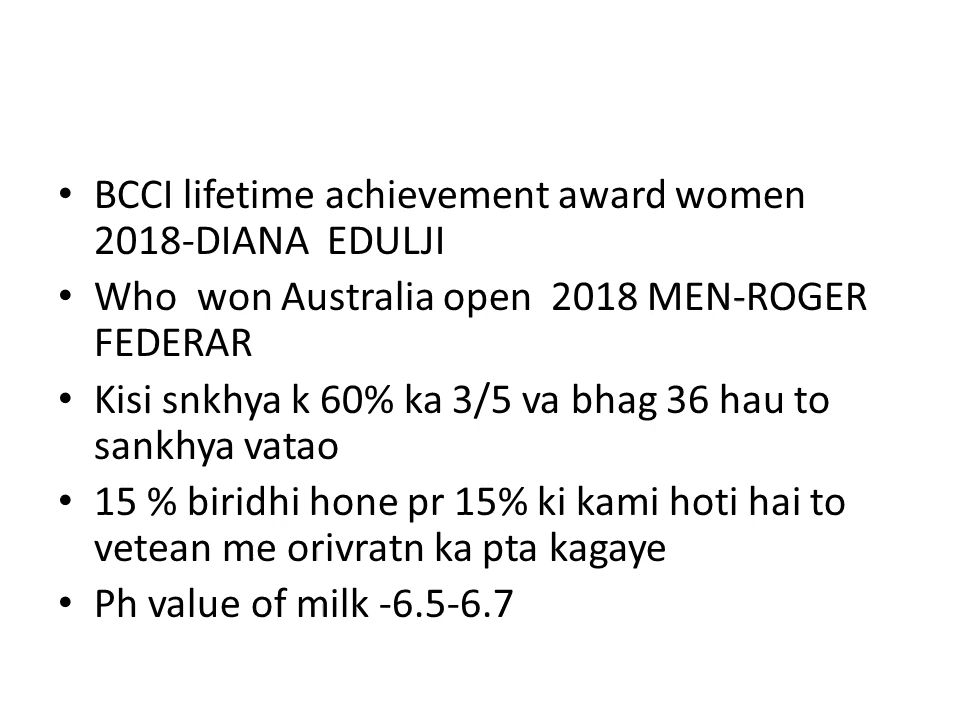 • BCCI lifetime achievement award women
2018-DIANA  EDULJI
• Who  won Australia open  2018 MEN-ROGER
FEDERAR
• Kisi snkhya k 60% ka 3/5 va bhag 36 hau to
sankhya vatao
• 15 % biridhi hone pr 15% ki kami hoti hai to
vetean me orivratn ka pta kagaye
• Ph value of milk -6.5-6.7